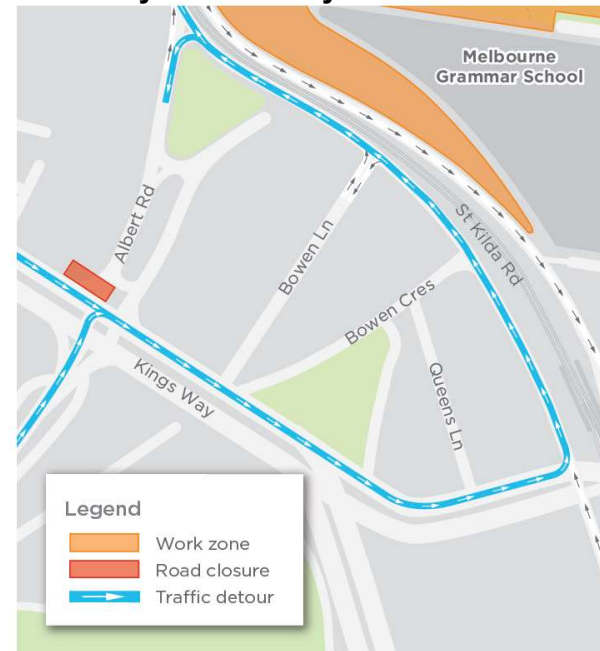 Melbourne
Grammar School
Albert Rd
Bowen Ln
St Kilda Rd
Bowen Cres
Kings Way
Queens Ln
Legend
Work zone
Road closure
Traffic detour